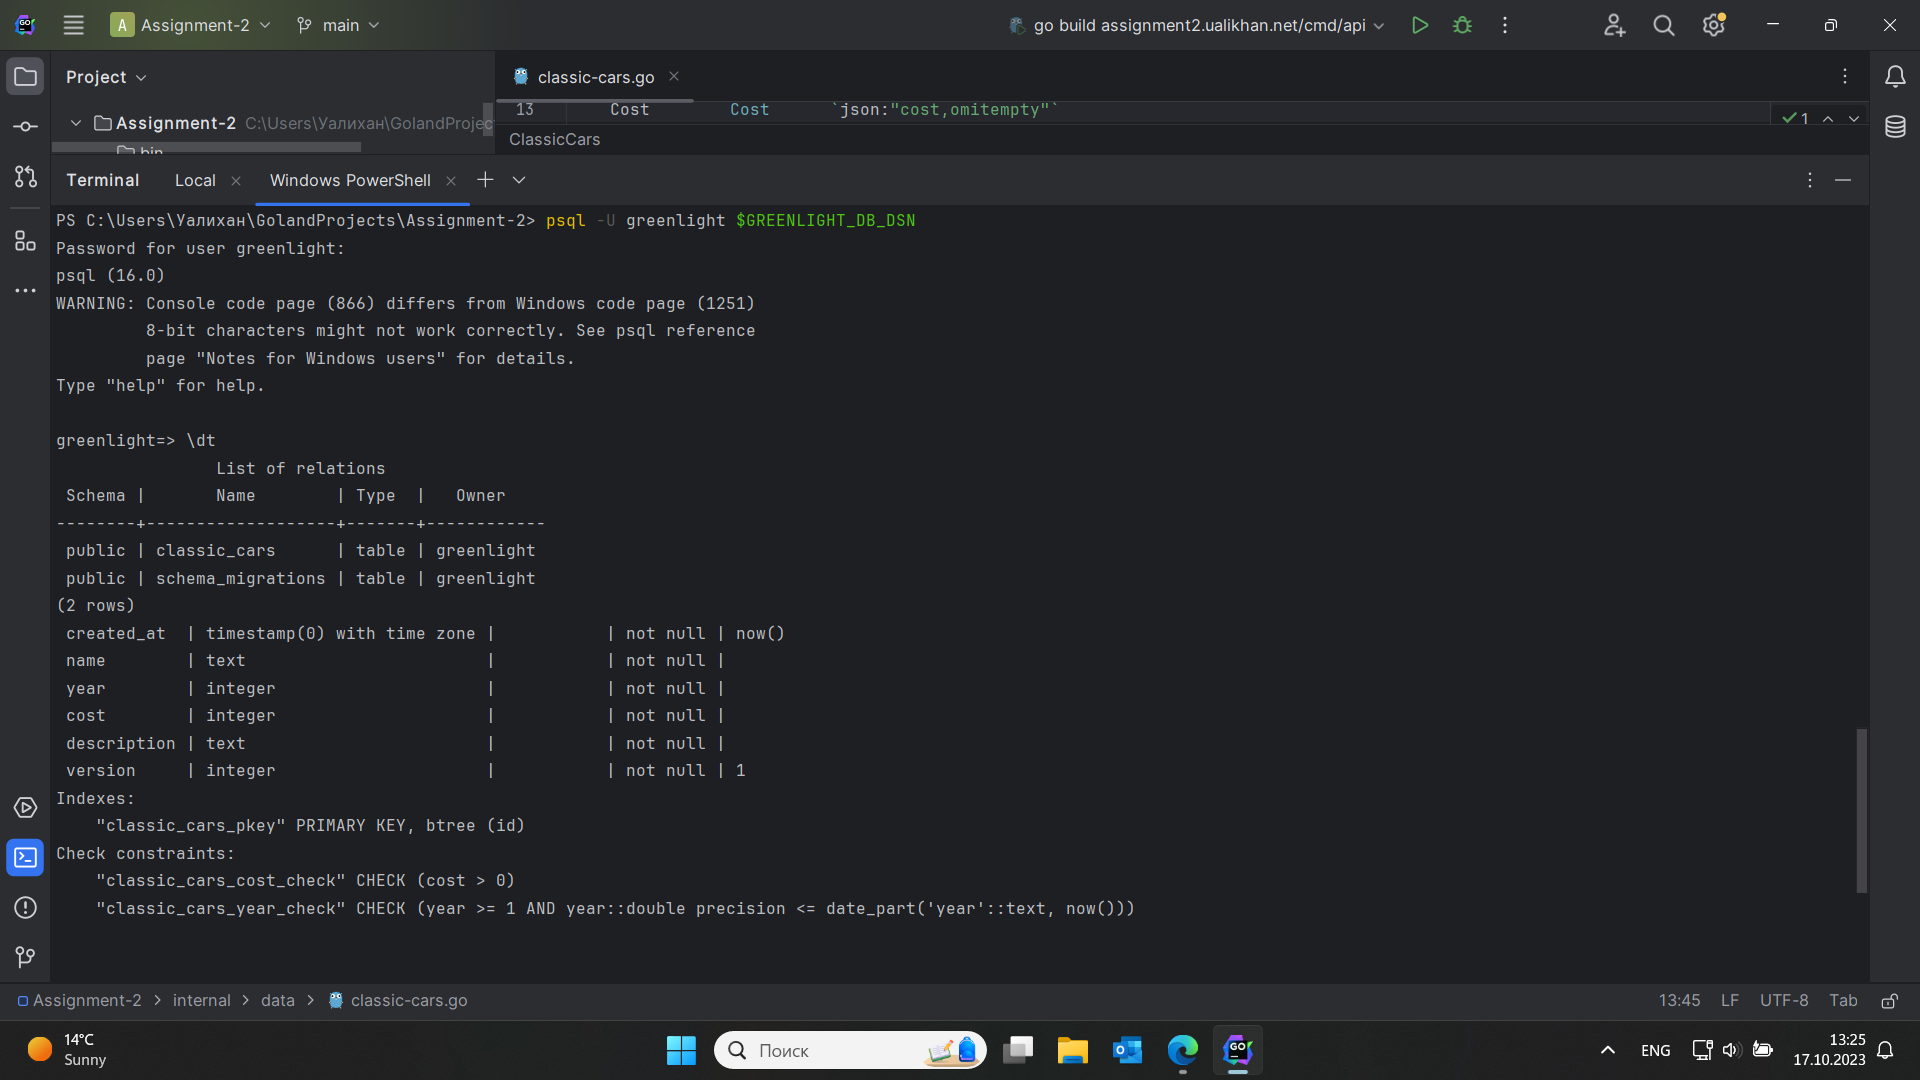 GO
A Assignment-2
main
go build assignment2.ualikhan.net/cmd/api
Project
classic-cars.go
13 Cost Cost `json:"cost,omitempty"`
1
Assignment-2 C:\Users\Уалихан\GolandProjec
bin
ClassicCars
Terminal Local Windows PowerShell
PS C:\Users\Уалихан\GolandProjects\Assignment-2> psql -U greenlight $GREENLIGHT_DB_DSN
Password for user greenlight:
psql (16.0)
WARNING: Console code page (866) differs from Windows code page (1251)
         8-bit characters might not work correctly. See psql reference
         page "Notes for Windows users" for details.
Type "help" for help.
greenlight=> \dt
                List of relations
 Schema |       Name        | Type  |   Owner
--------+-------------------+-------+------------
 public | classic_cars      | table | greenlight
 public | schema_migrations | table | greenlight
(2 rows)
 created_at  | timestamp(0) with time zone |           | not null | now()
 name        | text                        |           | not null |
 year        | integer                     |           | not null |
 cost        | integer                     |           | not null |
 description | text                        |           | not null |
 version     | integer                     |           | not null | 1
Indexes:
    "classic_cars_pkey" PRIMARY KEY, btree (id)
Check constraints:
    "classic_cars_cost_check" CHECK (cost > 0)
    "classic_cars_year_check" CHECK (year >= 1 AND year::double precision <= date_part('year'::text, now()))
Assignment-2 > internal > data > classic-cars.go
13:45 LF UTF-8 Tab
14°C
Sunny
Поиск
GO
ENG
13:25
17.10.2023